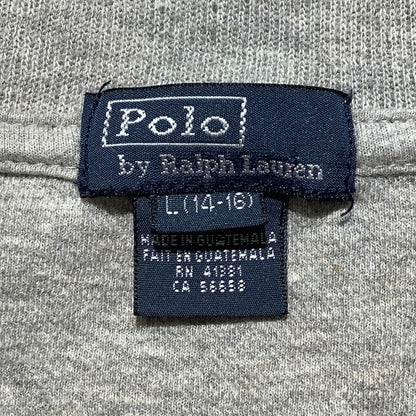 Polo
by Ralph Lauren
L (14-16)
MADE IN GUATEMALA
FAIT EN GUATEMALA
RN 41381
CA 56658